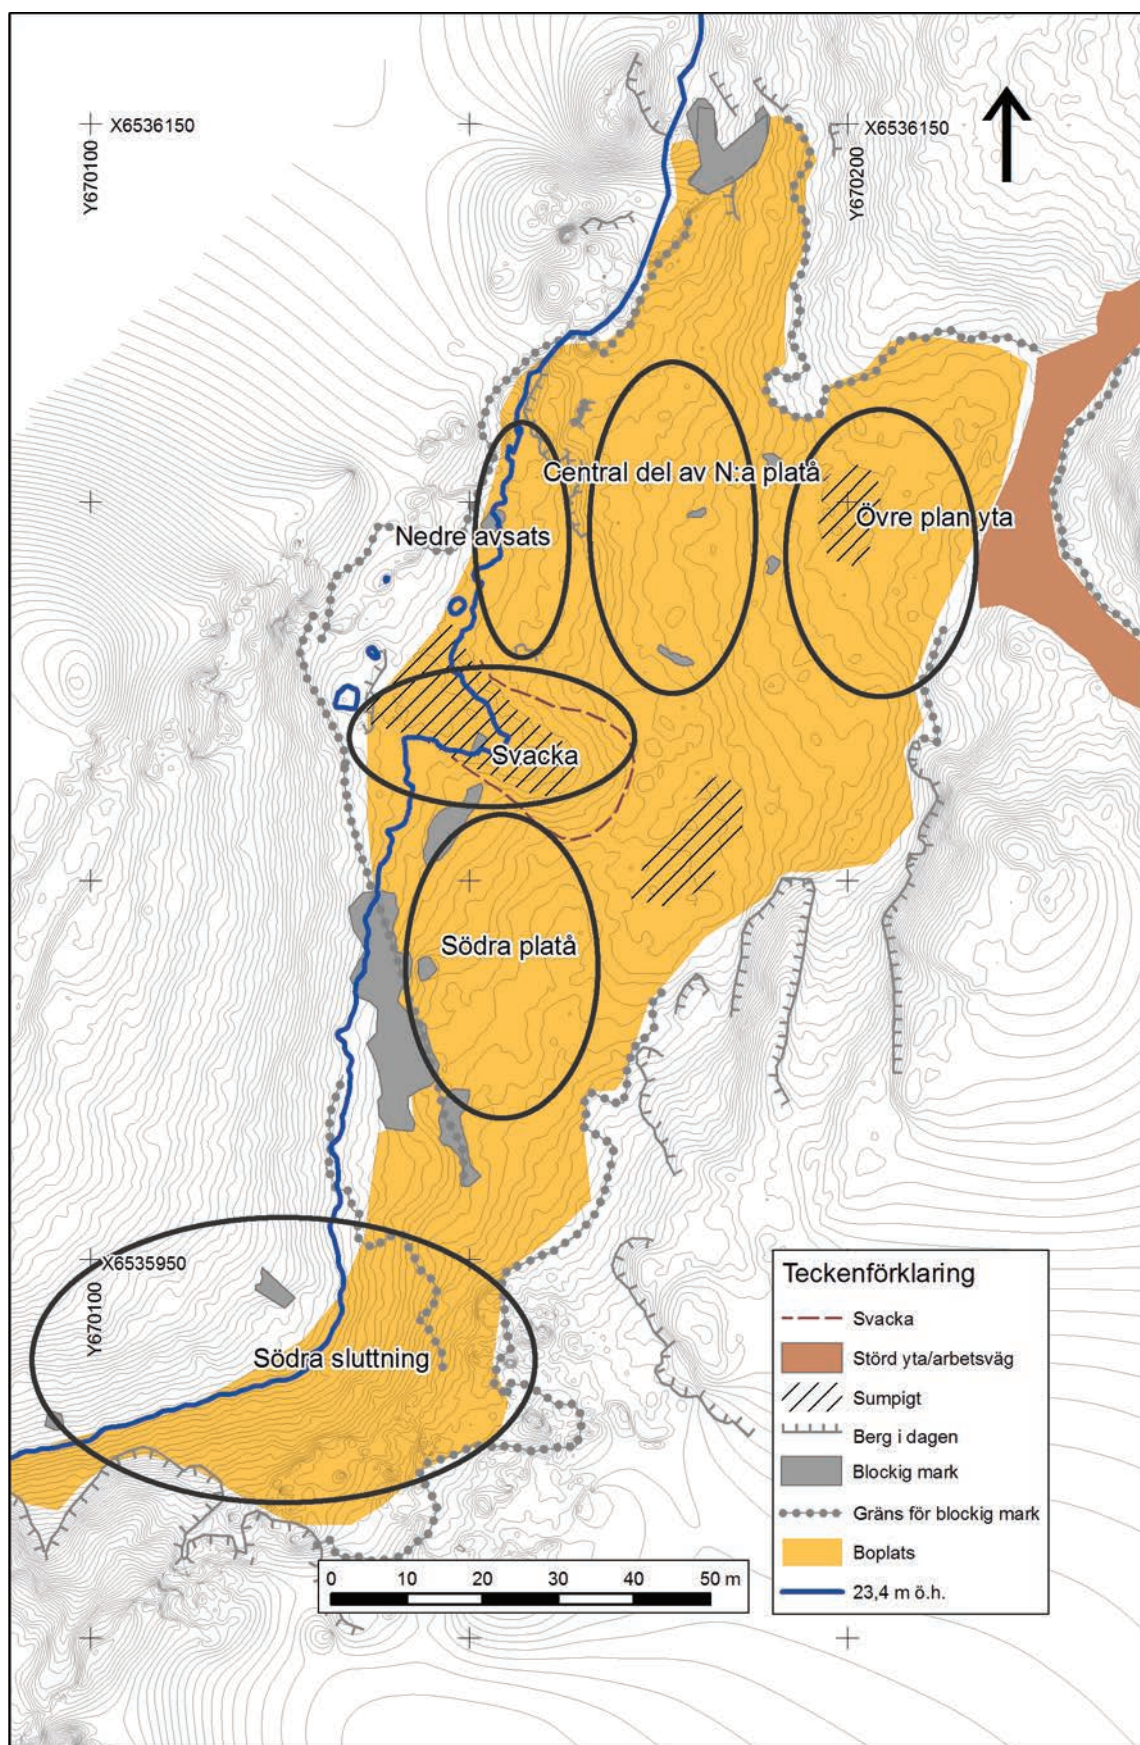 X6536150
X6536150
Y670100
Y670200
Central del av N:a platå
Övre plan yta
Nedre avsats
Svacka
Södra platå
X6535950
Y670100
Södra sluttning
Teckenförklaring
Svacka
Störd yta/arbetsväg
Sumpigt
Berg i dagen
Blockig mark
Gräns för blockig mark
Boplats
23,4 m ö.h.
0 10 20 30 40 50 m